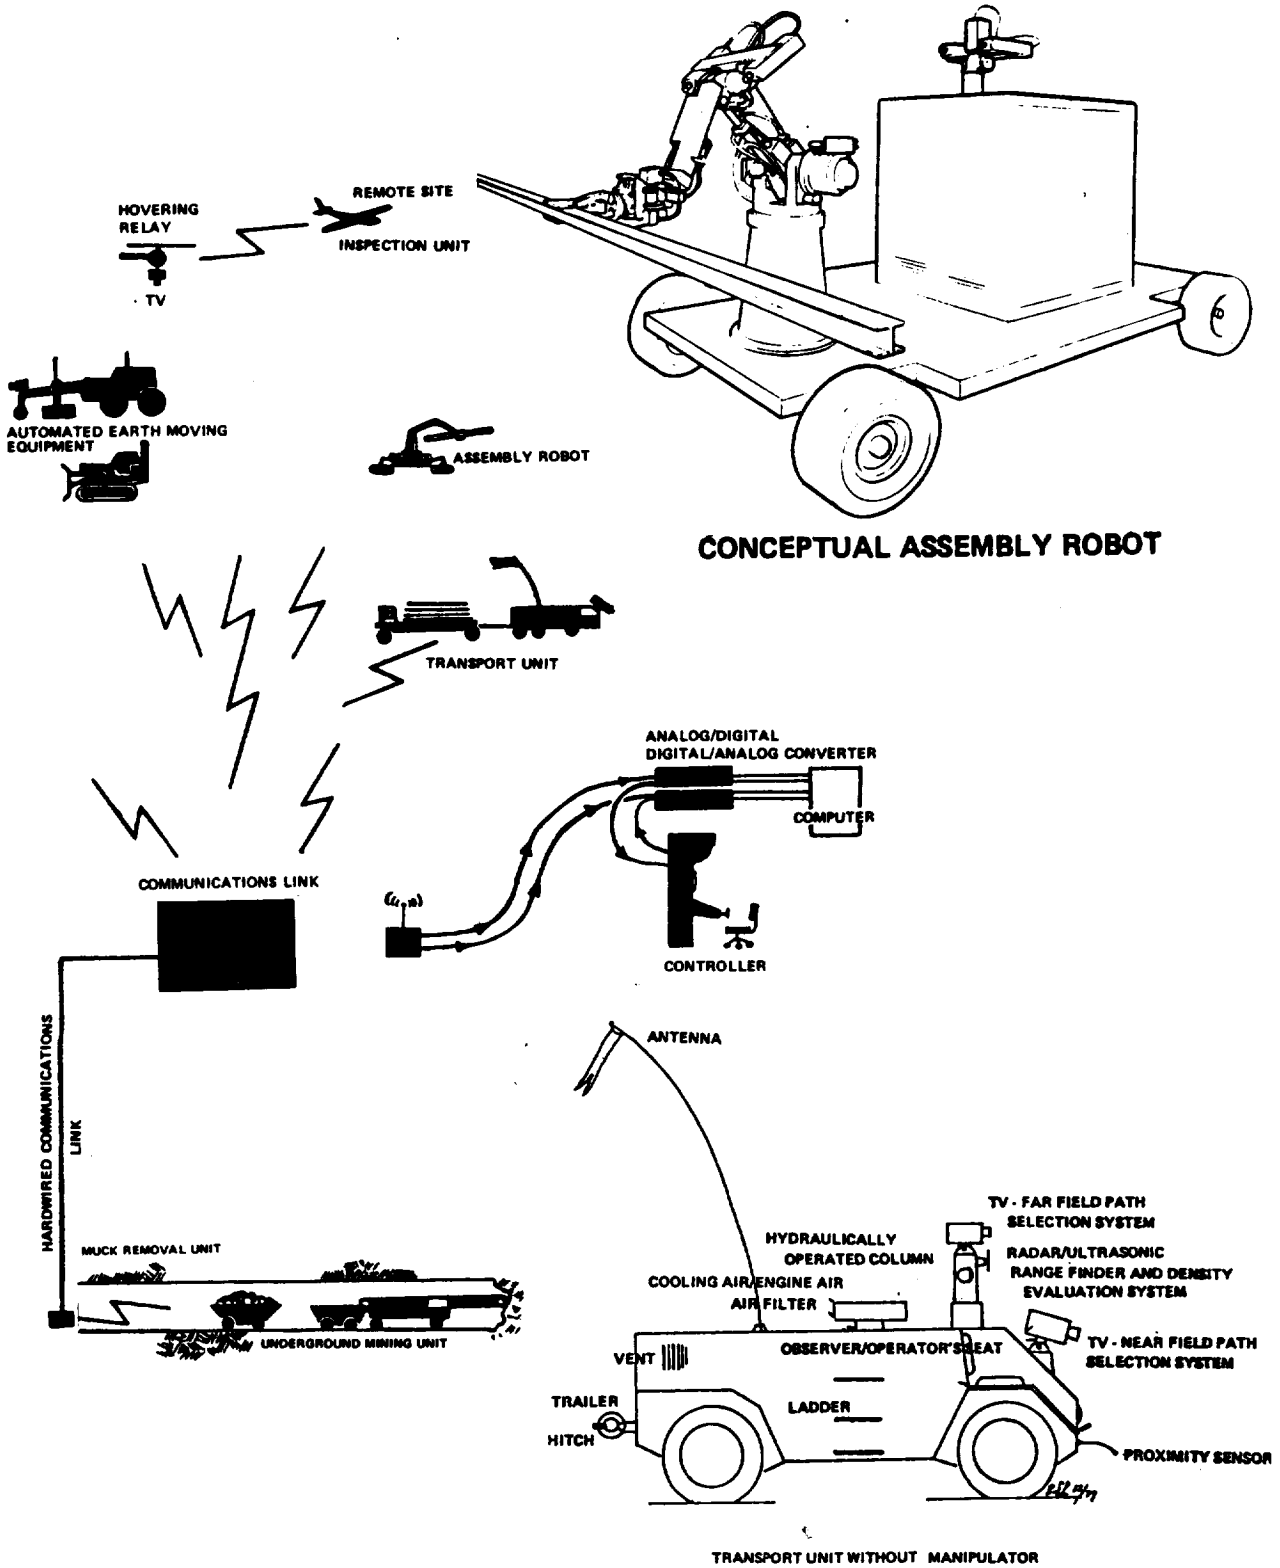 REMOTE SITE
HOVERING
RELAY
INSPECTION UNIT
TV
AUTOMATED EARTH MOVING
EQUIPMENT
ASSEMBLY ROBOT
CONCEPTUAL ASSEMBLY ROBOT
TRANSPORT UNIT
ANALOG/DIGITAL
DIGITAL/ANALOG CONVERTER
COMPUTER
COMMUNICATIONS LINK
CONTROLLER
HARDWIRED COMMUNICATIONS
LINK
ANTENNA
MUCK REMOVAL UNIT
UNDERGROUND MINING UNIT
TV - FAR FIELD PATH
SELECTION SYSTEM
HYDRAULICALLY
OPERATED COLUMN
RADAR/ULTRASONIC
RANGE FINDER AND DENSITY
EVALUATION SYSTEM
COOLING AIR/ENGINE AIR
AIR FILTER
OBSERVER/OPERATOR'S SEAT
TV - NEAR FIELD PATH
SELECTION SYSTEM
VENT
TRAILER
HITCH
LADDER
PROXIMITY SENSOR
TRANSPORT UNIT WITHOUT MANIPULATOR